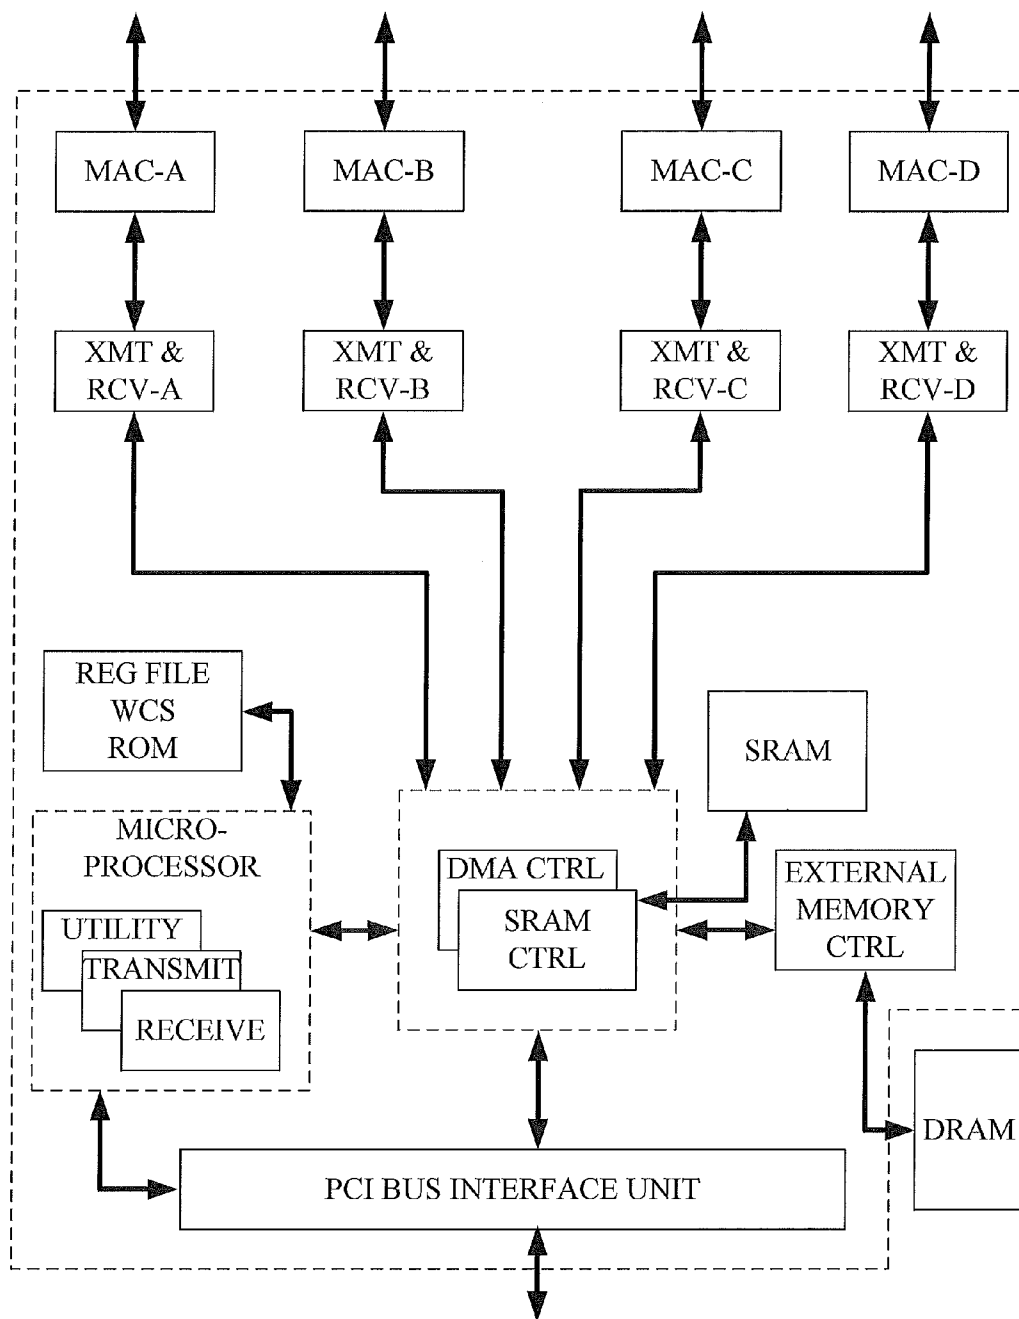 MAC-A
MAC-B
MAC-C
MAC-D
XMT &
RCV-A
XMT &
RCV-B
XMT &
RCV-C
XMT &
RCV-D
REG FILE
WCS
ROM
SRAM
MICRO-
PROCESSOR
UTILITY
TRANSMIT
RECEIVE
DMA CTRL
SRAM
CTRL
EXTERNAL
MEMORY
CTRL
DRAM
PCI BUS INTERFACE UNIT